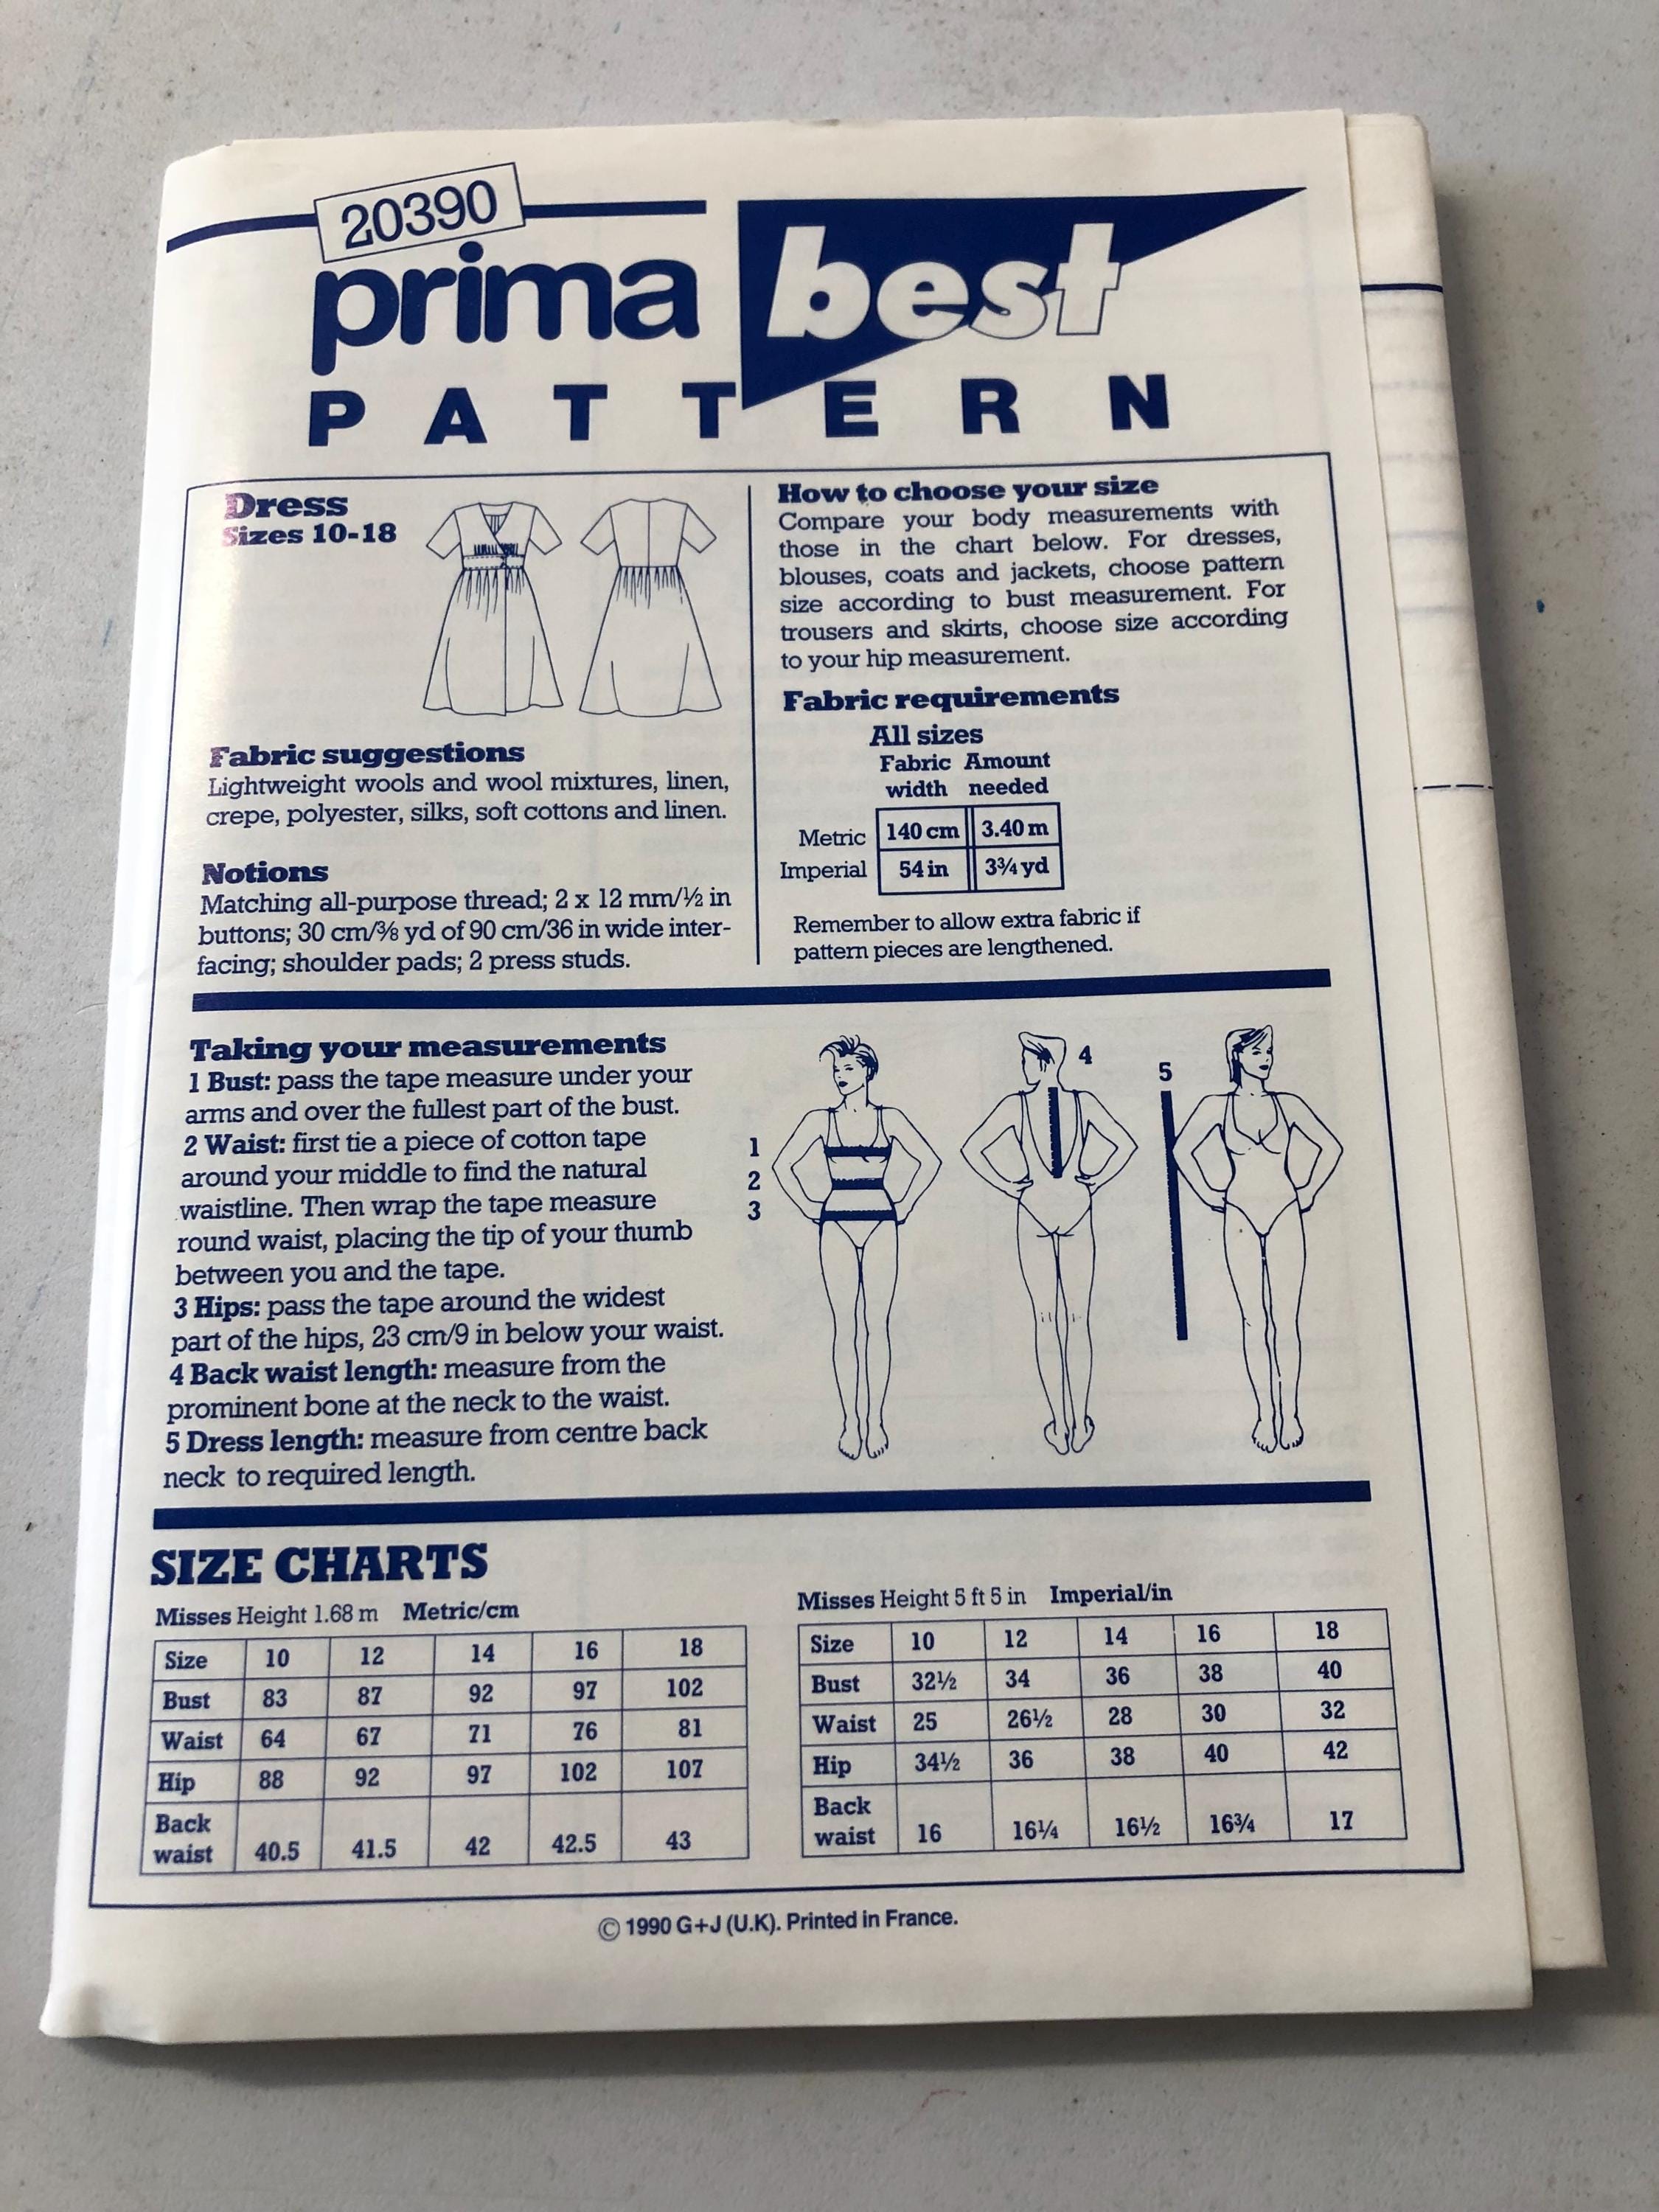 20390
prima best
PATTERN
Dress
Sizes 10-18
Fabric suggestions
Lightweight wools and wool mixtures, linen,
crepe, polyester, silks, soft cottons and linen.
Notions
Matching all-purpose thread; 2 x 12 mm/½ in
buttons; 30 cm/⅜ yd of 90 cm/36 in wide inter-
facing; shoulder pads; 2 press studs.
How to choose your size
Compare your body measurements with
those in the chart below. For dresses,
blouses, coats and jackets, choose pattern
size according to bust measurement. For
trousers and skirts, choose size according
to your hip measurement.
Fabric requirements
All sizes
Fabric Amount
width needed
Metric 140 cm 3.40 m
Imperial 54 in 3¾ yd
Remember to allow extra fabric if
pattern pieces are lengthened.
Taking your measurements
1 Bust: pass the tape measure under your
arms and over the fullest part of the bust.
2 Waist: first tie a piece of cotton tape
around your middle to find the natural
waistline. Then wrap the tape measure
round waist, placing the tip of your thumb
between you and the tape.
3 Hips: pass the tape around the widest
part of the hips, 23 cm/9 in below your waist.
4 Back waist length: measure from the
prominent bone at the neck to the waist.
5 Dress length: measure from centre back
neck to required length.
1
2
3
4
5
SIZE CHARTS
Misses Height 1.68 m Metric/cm
Size 10 12 14 16 18
Bust 83 87 92 97 102
Waist 64 67 71 76 81
Hip 88 92 97 102 107
Back
waist 40.5 41.5 42 42.5 43
Misses Height 5 ft 5 in Imperial/in
Size 10 12 14 16 18
Bust 32½ 34 36 38 40
Waist 25 26½ 28 30 32
Hip 34½ 36 38 40 42
Back
waist 16 16¼ 16½ 16¾ 17
© 1990 G+J (U.K). Printed in France.